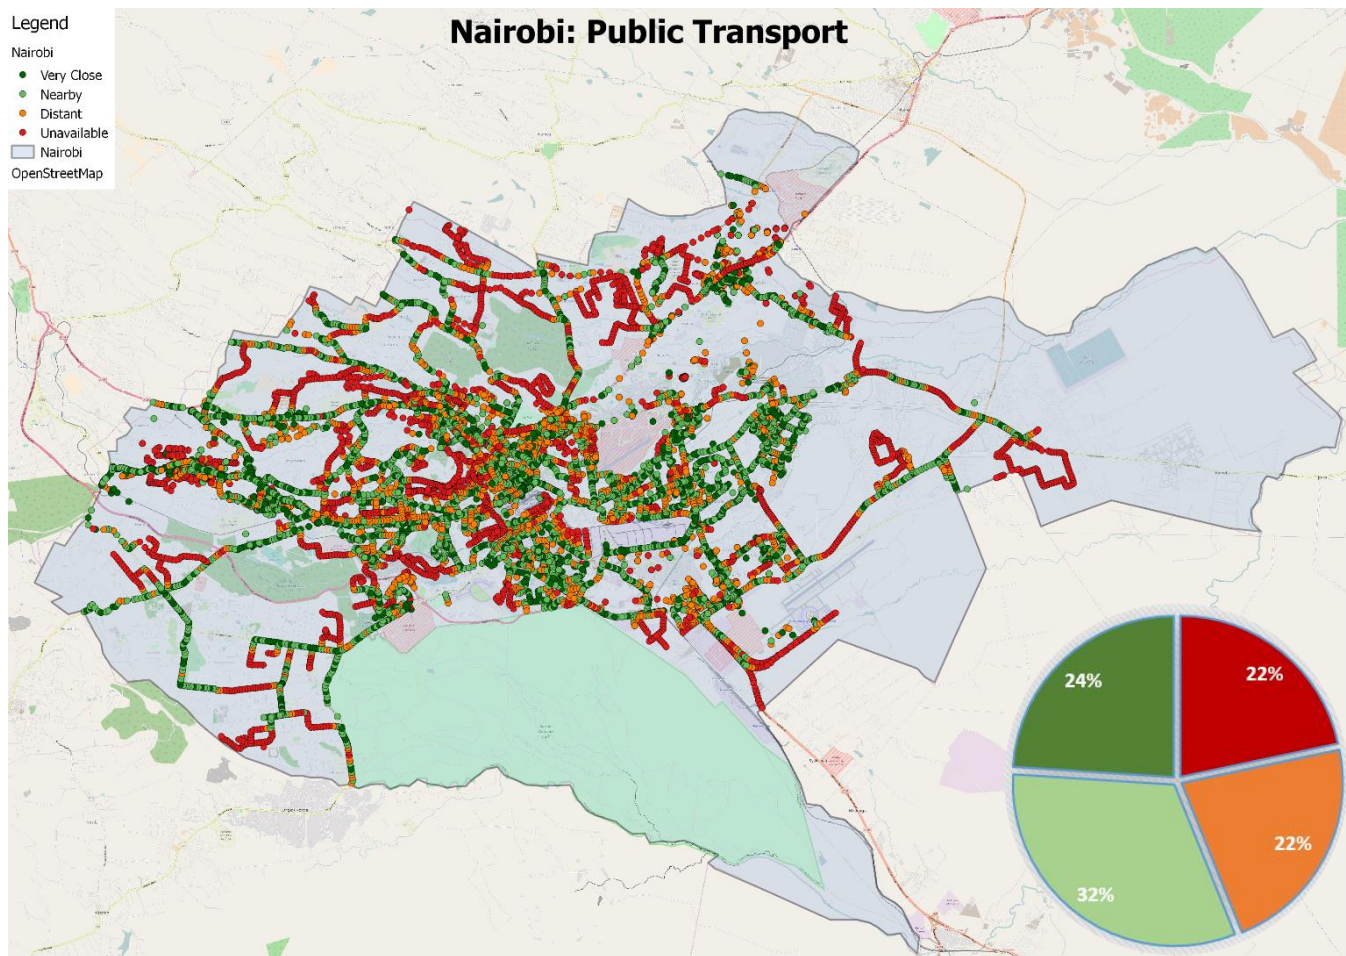 Legend
Nairobi: Public Transport
Nairobi
Very Close
Nearby
Distant
Unavailable
Nairobi
OpenStreetMap
24%
22%
22%
32%